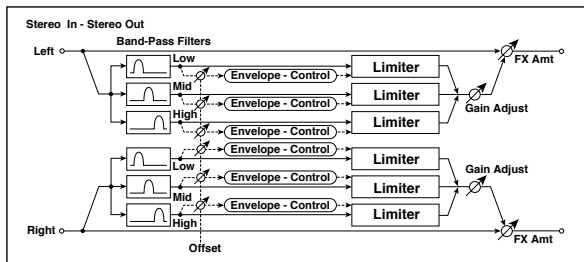 Stereo In - Stereo Out
Band-Pass Filters
Left
FX Amt
Low
Envelope - Control
Limiter
Mid
Envelope - Control
Limiter
Gain Adjust
High
Envelope - Control
Limiter
Envelope - Control
Limiter
Low
Gain Adjust
Envelope - Control
Limiter
Mid
Envelope - Control
Limiter
High
Right
FX Amt
Offset